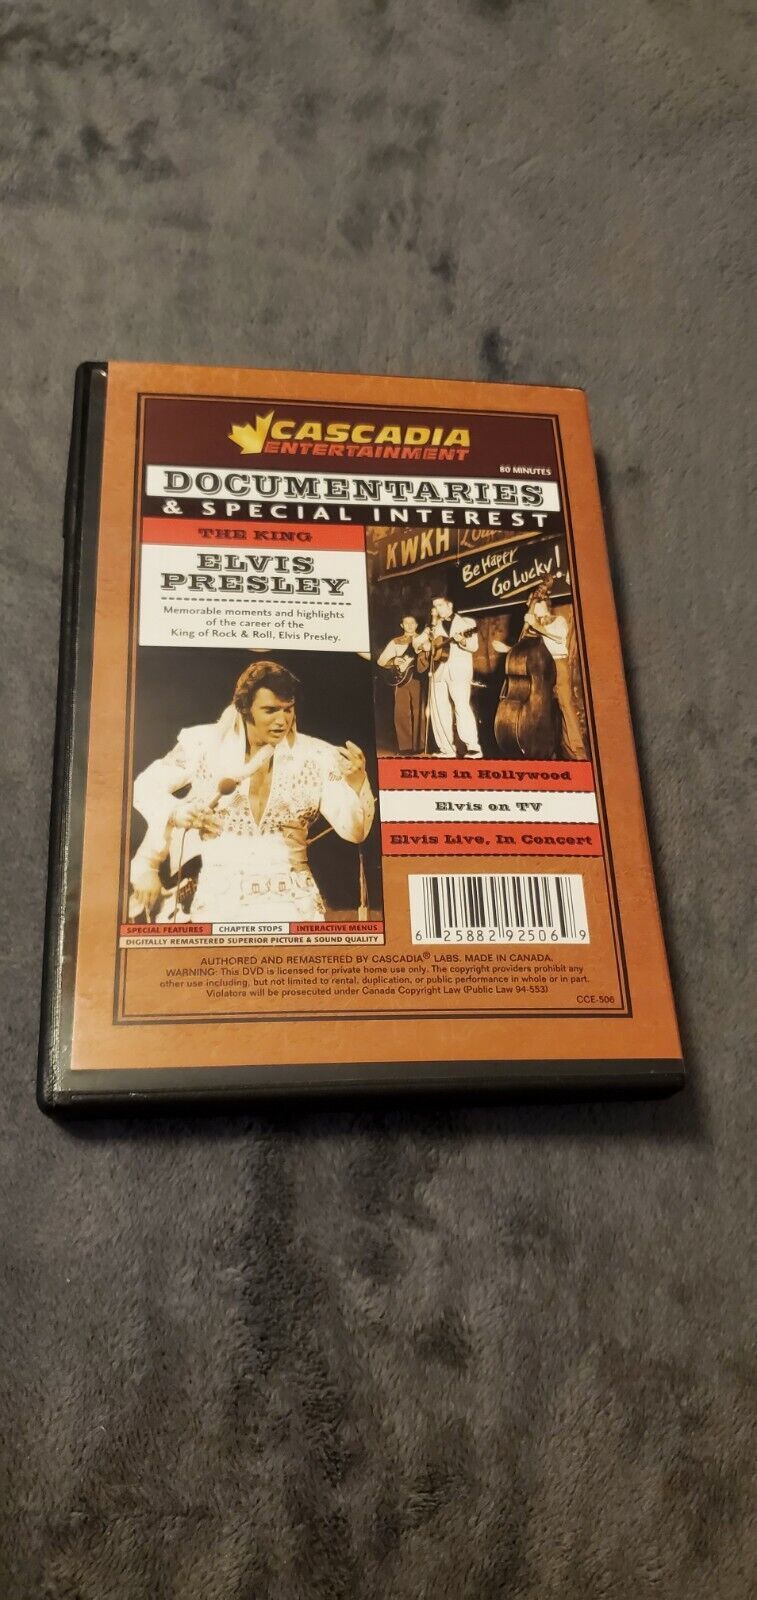 CASCADIA
ENTERTAINMENT
80 MINUTES
DOCUMENTARIES
& SPECIAL INTEREST
THE KING
ELVIS
PRESLEY
Memorable moments and highlights
of the career of the
King of Rock & Roll, Elvis Presley.
KWKH
Be Happy
Go Lucky!
Elvis in Hollywood
Elvis on TV
Elvis Live, In Concert
SPECIAL FEATURES CHAPTER STOPS INTERACTIVE MENUS
DIGITALLY REMASTERED SUPERIOR PICTURE & SOUND QUALITY
6 25882 92506 9
AUTHORED AND REMASTERED BY CASCADIA® LABS. MADE IN CANADA.
WARNING: This DVD is licensed for private home use only. The copyright providers prohibit any
other use including, but not limited to rental, duplication, or public performance in whole or in part.
Violators will be prosecuted under Canada Copyright Law (Public Law 94-553)
CCE-506